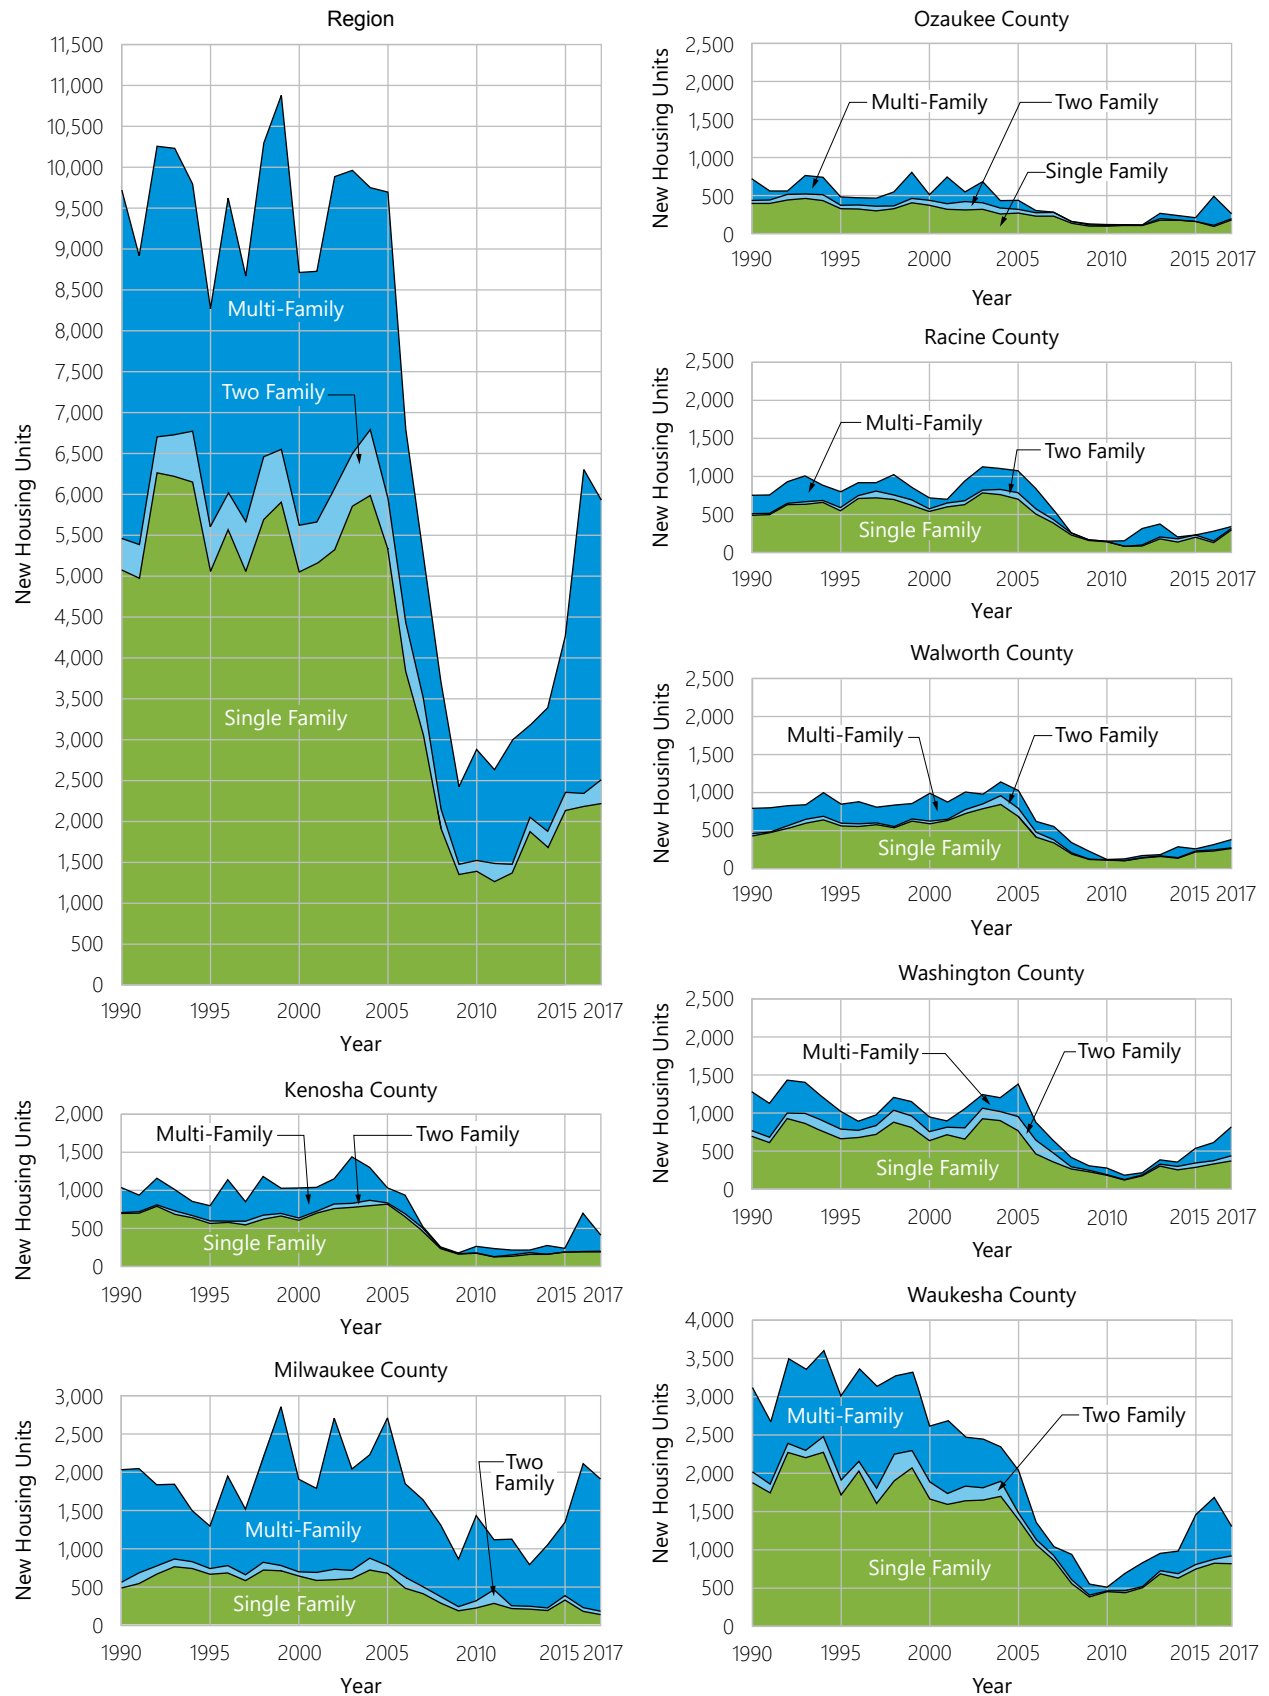 Region
11,500
11,000
10,500
10,000
9,500
9,000
8,500
8,000
7,500
7,000
6,500
6,000
5,500
5,000
4,500
4,000
3,500
3,000
2,500
2,000
1,500
1,000
500
0
New Housing Units
Multi-Family
Two Family
Single Family
1990 1995 2000 2005 2010 2015 2017
Year
Kenosha County
2,000
1,500
1,000
500
0
New Housing Units
Multi-Family
Two Family
Single Family
1990 1995 2000 2005 2010 2015 2017
Year
Milwaukee County
3,000
2,500
2,000
1,500
1,000
500
0
New Housing Units
Two
Family
Multi-Family
Single Family
1990 1995 2000 2005 2010 2015 2017
Year
Ozaukee County
2,500
2,000
1,500
1,000
500
0
New Housing Units
Multi-Family
Two Family
Single Family
1990 1995 2000 2005 2010 2015 2017
Year
Racine County
2,500
2,000
1,500
1,000
500
0
New Housing Units
Multi-Family
Two Family
Single Family
1990 1995 2000 2005 2010 2015 2017
Year
Walworth County
2,500
2,000
1,500
1,000
500
0
New Housing Units
Multi-Family
Two Family
Single Family
1990 1995 2000 2005 2010 2015 2017
Year
Washington County
2,500
2,000
1,500
1,000
500
0
New Housing Units
Multi-Family
Two Family
Single Family
1990 1995 2000 2005 2010 2015 2017
Year
Waukesha County
4,000
3,500
3,000
2,500
2,000
1,500
1,000
500
0
New Housing Units
Multi-Family
Two Family
Single Family
1990 1995 2000 2005 2010 2015 2017
Year